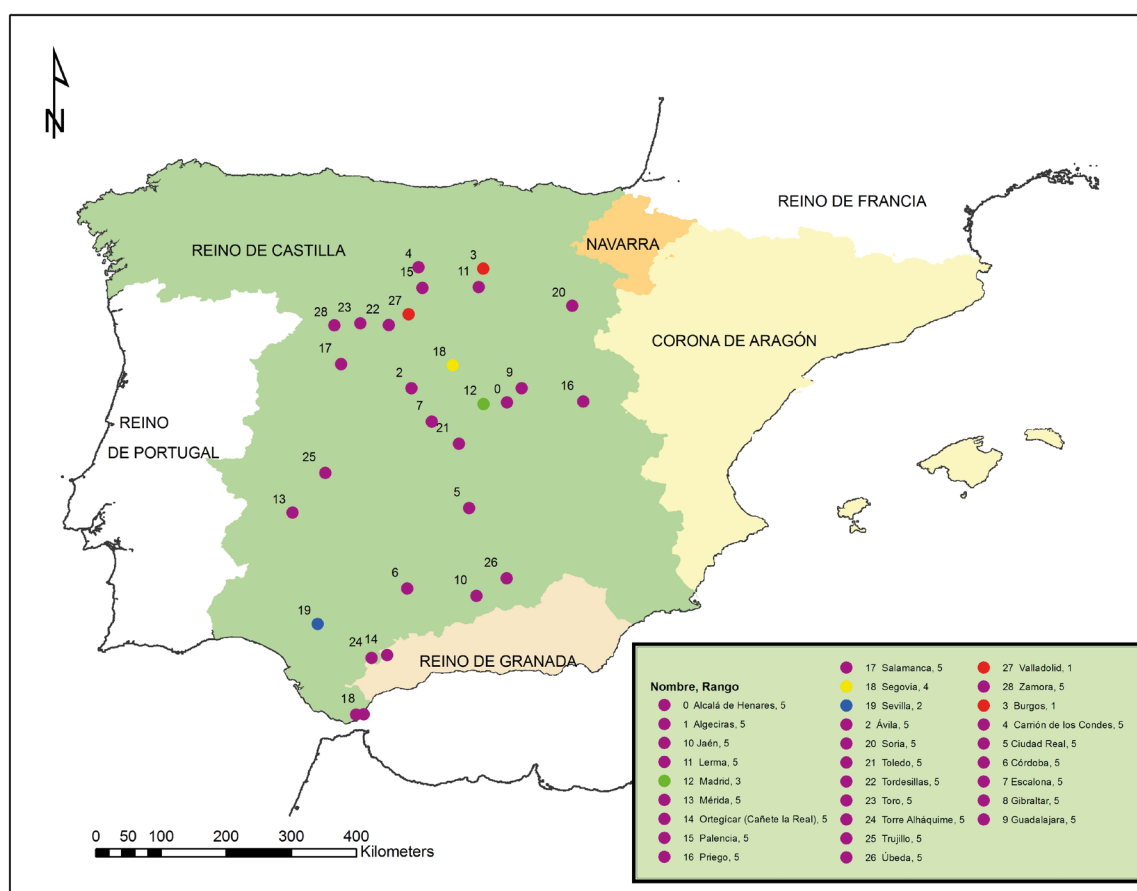 N
REINO DE FRANCIA
NAVARRA
REINO DE CASTILLA
4
3
15
11
20
27
22
23
28
CORONA DE ARAGÓN
17
18
2
9
12
0
16
7
REINO
DE PORTUGAL
21
25
13
5
26
6
10
19
24
14
REINO DE GRANADA
18
Nombre, Rango
0 Alcalá de Henares, 5
1 Algeciras, 5
10 Jaén, 5
11 Lerma, 5
12 Madrid, 3
13 Mérida, 5
14 Ortegícar (Cañete la Real), 5
15 Palencia, 5
16 Priego, 5
17 Salamanca, 5
18 Segovia, 4
19 Sevilla, 2
2 Ávila, 5
20 Soria, 5
21 Toledo, 5
22 Tordesillas, 5
23 Toro, 5
24 Torre Alháquime, 5
25 Trujillo, 5
26 Úbeda, 5
27 Valladolid, 1
28 Zamora, 5
3 Burgos, 1
4 Carrión de los Condes, 5
5 Ciudad Real, 5
6 Córdoba, 5
7 Escalona, 5
8 Gibraltar, 5
9 Guadalajara, 5
0 50 100 200 300 400
Kilometers